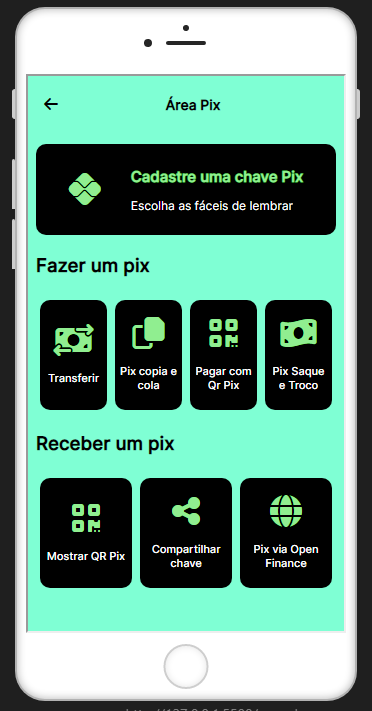 Área Pix
Cadastre uma chave Pix
Escolha as fáceis de lembrar
Fazer um pix
Transferir
Pix copia e
cola
Pagar com
Qr Pix
Pix Saque
e Troco
Receber um pix
Mostrar QR Pix
Compartilhar
chave
Pix via Open
Finance